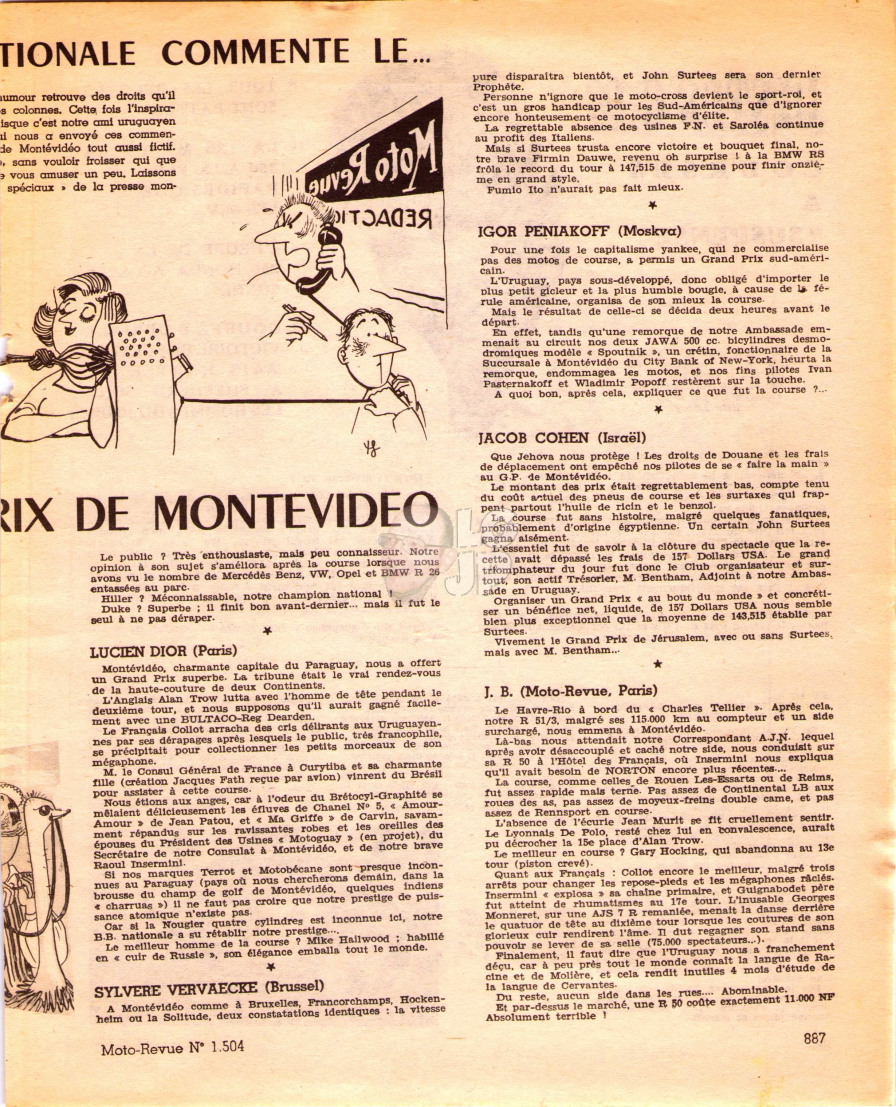 TIONALE COMMENTE LE...
umour retrouve des droits qu'il
s colonnes. Cette fois l'inspira-
isque c'est notre ami uruguayen
ui nous a envoyé ces commen-
de Montévidéo tout aussi fictif.
», sans vouloir froisser qui que
e vous amuser un peu. Laissons
spéciaux » de la presse mon-
Moto Revue
REDACTIO
RIX DE MONTEVIDEO
Le public ? Très enthousiaste, mais peu connaisseur. Notre
opinion à son sujet s'améliora après la course lorsque nous
avons vu le nombre de Mercédès Benz, VW, Opel et BMW R 26
entassées au parc.
Hiller ? Méconnaissable, notre champion national !
Duke ? Superbe ; il finit bon avant-dernier... mais il fut le
seul à ne pas déraper.
★
LUCIEN DIOR (Paris)
Montévidéo, charmante capitale du Paraguay, nous a offert
un Grand Prix superbe. La tribune était le vrai rendez-vous
de la haute-couture de deux Continents.
L'Anglais Alan Trow lutta avec l'homme de tête pendant le
deuxième tour, et nous supposons qu'il aurait gagné facile-
ment avec une BULTACO-Reg Dearden.
Le Français Collot arracha des cris délirants aux Uruguayen-
nes par ses dérapages après lesquels le public, très francophile,
se précipitait pour collectionner les petits morceaux de son
mégaphone.
M. le Consul Général de France à Curytiba et sa charmante
fille (création Jacques Fath reçue par avion) vinrent du Brésil
pour assister à cette course.
Nous étions aux anges, car à l'odeur du Brétocyl-Graphité se
mêlaient délicieusement les éfluves de Chanel N° 5, « Amour-
Amour » de Jean Patou, et « Ma Griffe » de Carvin, savam-
ment répandus sur les ravissantes robes et les oreilles des
épouses du Président des Usines « Motoguay » (en projet), du
Secrétaire de notre Consulat à Montévidéo, et de notre brave
Raoul Insermini.
Si nos marques Terrot et Motobécane sont presque incon-
nues au Paraguay (pays où nous chercherons demain, dans la
brousse du champ de golf de Montévidéo, quelques indiens
« charruas ») il ne faut pas croire que notre prestige de puis-
sance atomique n'existe pas.
Car si la Nougier quatre cylindres est inconnue ici, notre
B.B. nationale a su rétablir notre prestige...
Le meilleur homme de la course ? Mike Hailwood ; habillé
en « cuir de Russie », son élégance emballa tout le monde.
★
SYLVERE VERVAECKE (Brussel)
A Montévidéo comme à Bruxelles, Francorchamps, Hocken-
heim ou la Solitude, deux constatations identiques : la vitesse
pure disparaitra bientôt, et John Surtees sera son dernier
Prophète.
Personne n'ignore que le moto-cross devient le sport-roi, et
c'est un gros handicap pour les Sud-Américains que d'ignorer
encore honteusement ce motocyclisme d'élite.
La regrettable absence des usines F.N. et Saroléa continue
au profit des Italiens.
Mais si Surtees trusta encore victoire et bouquet final, no-
tre brave Firmin Dauwe, revenu oh surprise ! à la BMW RS
frôla le record du tour à 147,515 de moyenne pour finir onziè-
me en grand style.
Fumio Ito n'aurait pas fait mieux.
★
IGOR PENIAKOFF (Moskva)
Pour une fois le capitalisme yankee, qui ne commercialise
pas des motos de course, a permis un Grand Prix sud-améri-
cain.
L'Uruguay, pays sous-développé, donc obligé d'importer le
plus petit gicleur et la plus humble bougie, à cause de la fé-
rule américaine, organisa de son mieux la course.
Mais le résultat de celle-ci se décida deux heures avant le
départ.
En effet, tandis qu'une remorque de notre Ambassade em-
menait au circuit nos deux JAWA 500 cc. bicylindres desmo-
dromiques modèle « Spoutnik », un crétin, fonctionnaire de la
Succursale à Montévidéo du City Bank of New-York, heurta la
remorque, endommagea les motos, et nos fins pilotes Ivan
Pasternakoff et Wladimir Popoff restèrent sur la touche.
A quoi bon, après cela, expliquer ce que fut la course ?...
★
JACOB COHEN (Israël)
Que Jehova nous protège ! Les droits de Douane et les frais
de déplacement ont empêché nos pilotes de se « faire la main »
au G.P. de Montévidéo.
Le montant des prix était regrettablement bas, compte tenu
du coût actuel des pneus de course et les surtaxes qui frap-
pent partout l'huile de ricin et le benzol.
La course fut sans histoire, malgré quelques fanatiques,
probablement d'origine égyptienne. Un certain John Surtees
gagna aisément.
L'essentiel fut de savoir à la clôture du spectacle que la re-
cette avait dépassé les frais de 157 Dollars USA. Le grand
triomphateur du jour fut donc le Club organisateur et sur-
tout, son actif Trésorier, M. Bentham, Adjoint à notre Ambas-
sade en Uruguay.
Organiser un Grand Prix « au bout du monde » et concréti-
ser un bénéfice net, liquide, de 157 Dollars USA nous semble
bien plus exceptionnel que la moyenne de 143,515 établie par
Surtees.
Vivement le Grand Prix de Jérusalem, avec ou sans Surtees,
mais avec M. Bentham...
★
J. B. (Moto-Revue, Paris)
Le Havre-Rio à bord du « Charles Tellier ». Après cela,
notre R 51/3, malgré ses 115.000 km au compteur et un side
surchargé, nous emmena à Montévidéo.
Là-bas nous attendait notre Correspondant A.J.N. lequel
après avoir désaccouplé et caché notre side, nous conduisit sur
sa R 50 à l'Hôtel des Français, où Insermini nous expliqua
qu'il avait besoin de NORTON encore plus récentes...
La course, comme celles de Rouen Les-Essarts ou de Reims,
fut assez rapide mais terne. Pas assez de Continental LB aux
roues des as, pas assez de moyeux-freins double came, et pas
assez de Rennsport en course.
L'absence de l'écurie Jean Murit se fit cruellement sentir.
Le Lyonnais De Polo, resté chez lui en convalescence, aurait
pu décrocher la 15e place d'Alan Trow.
Le meilleur en course ? Gary Hocking, qui abandonna au 13e
tour (piston crevé).
Quant aux Français : Collot encore le meilleur, malgré trois
arrêts pour changer les repose-pieds et les mégaphones râclés.
Insermini « explosa » sa chaîne primaire, et Guignabodet père
fut atteint de rhumatismes au 17e tour. L'inusable Georges
Monneret, sur une AJS 7 R remaniée, menait la danse derrière
le quatuor de tête au dixième tour lorsque les coutures de son
glorieux cuir rendirent l'âme. Il dut regagner son stand sans
pouvoir se lever de sa selle (75.000 spectateurs...).
Finalement, il faut dire que l'Uruguay nous a franchement
déçu, car à peu près tout le monde connaît la langue de Ra-
cine et de Molière, et cela rendit inutiles 4 mois d'étude de
la langue de Cervantes.
Du reste, aucun side dans les rues.... Abominable.
Et par-dessus le marché, une R 50 coûte exactement 11.000 NF
Absolument terrible !
Moto-Revue N° 1.504
887